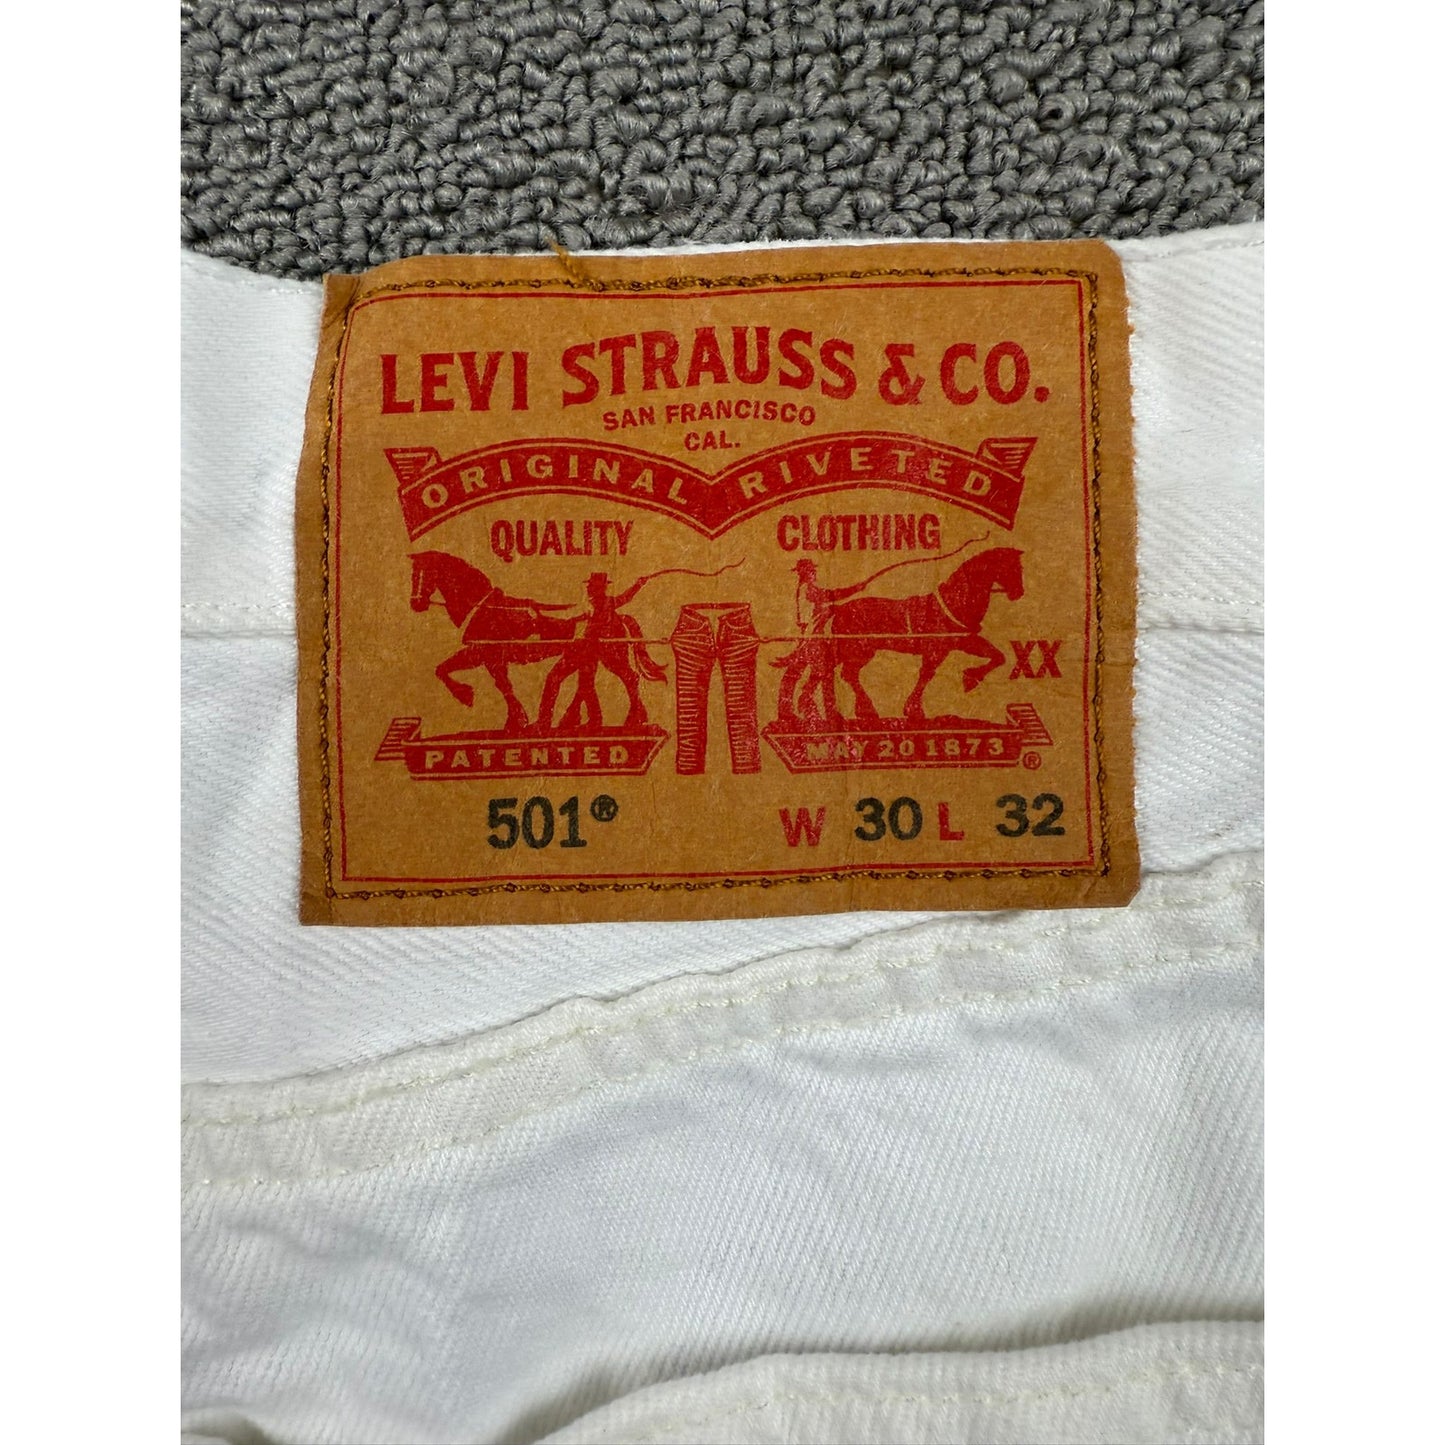 LEVI STRAUSS & CO.
SAN FRANCISCO
CAL.
ORIGINAL RIVETED
QUALITY CLOTHING
XX
PATENTED MAY 20 1873 ®
501® W 30 L 32